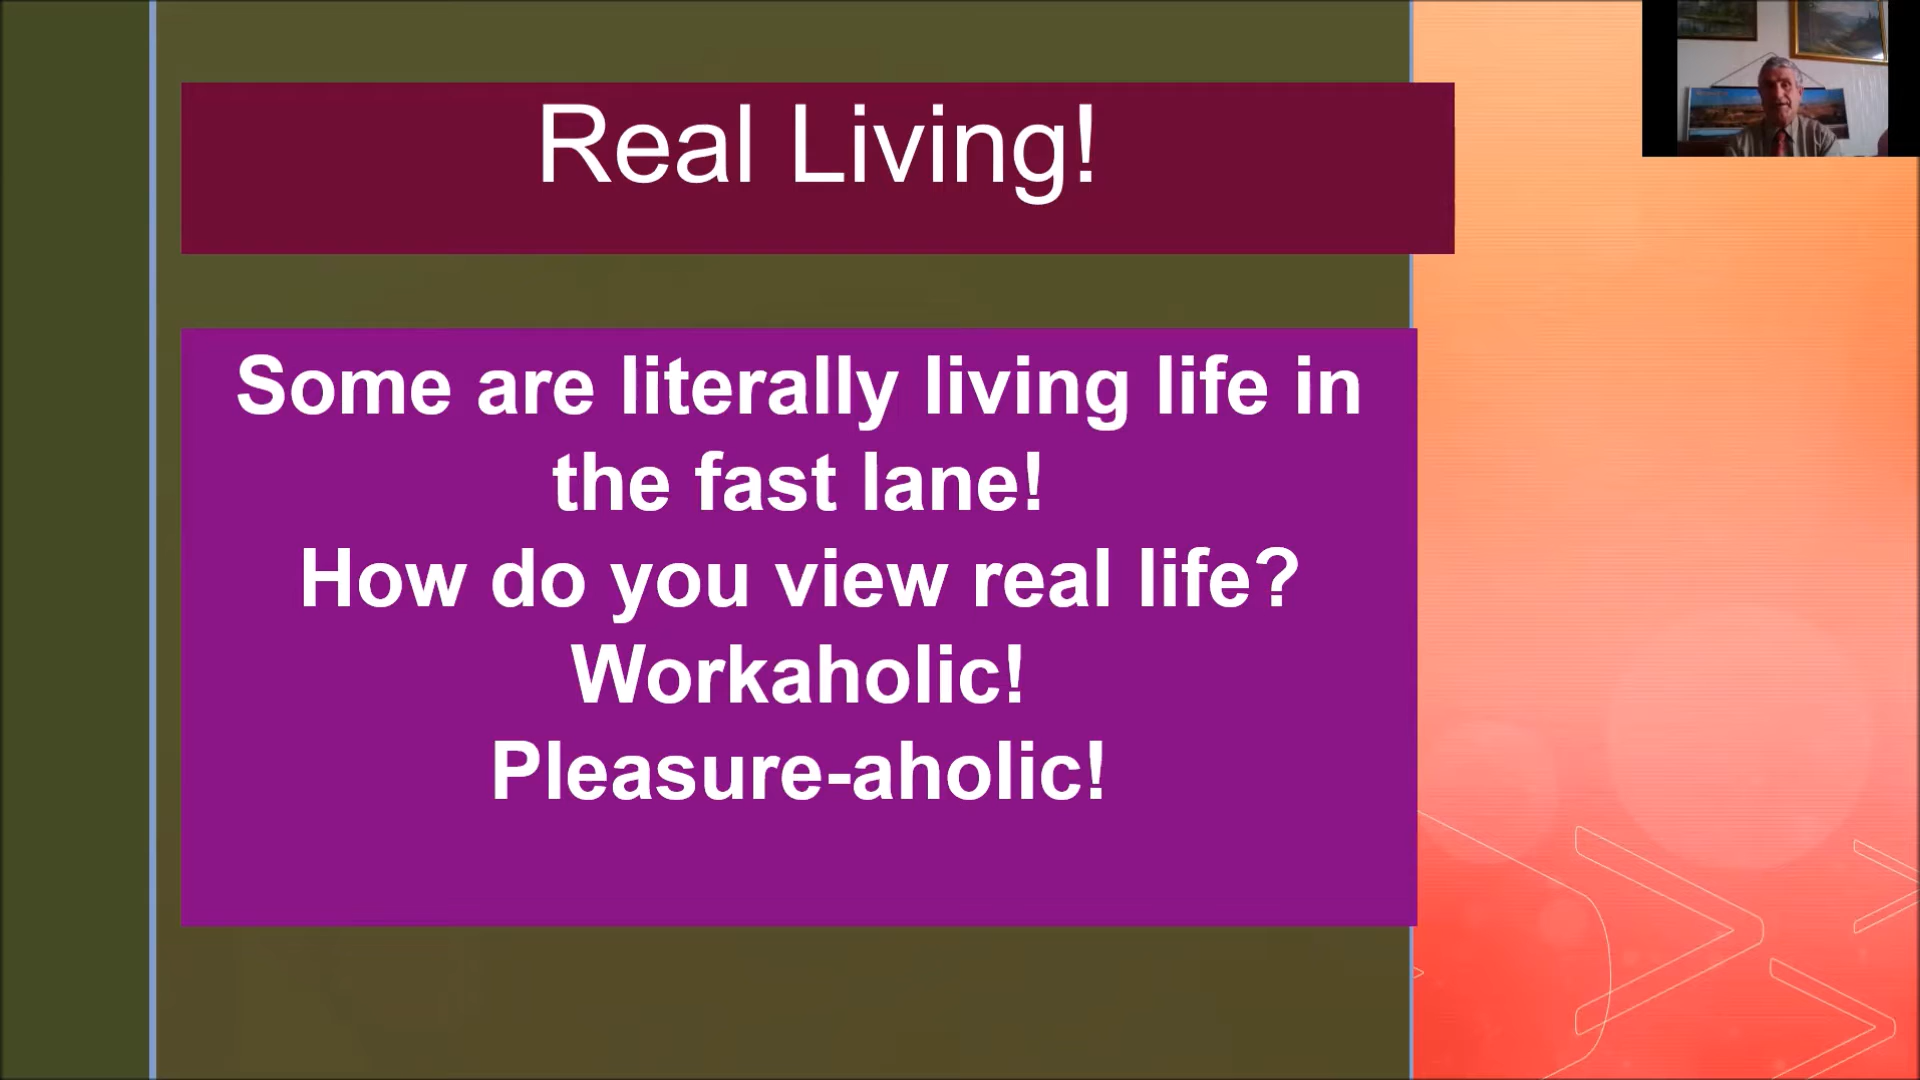 Real Living!
Some are literally living life in
the fast lane!
How do you view real life?
Workaholic!
Pleasure-aholic!